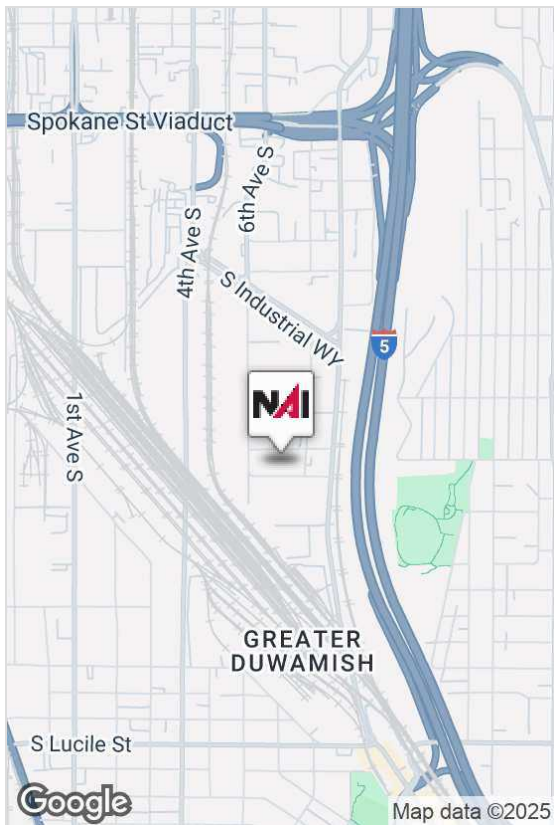 Spokane St Viaduct
6th Ave S
4th Ave S
S Industrial WY
5
NAI
1st Ave S
GREATER
DUWAMISH
S Lucile St
Google
Map data ©2025